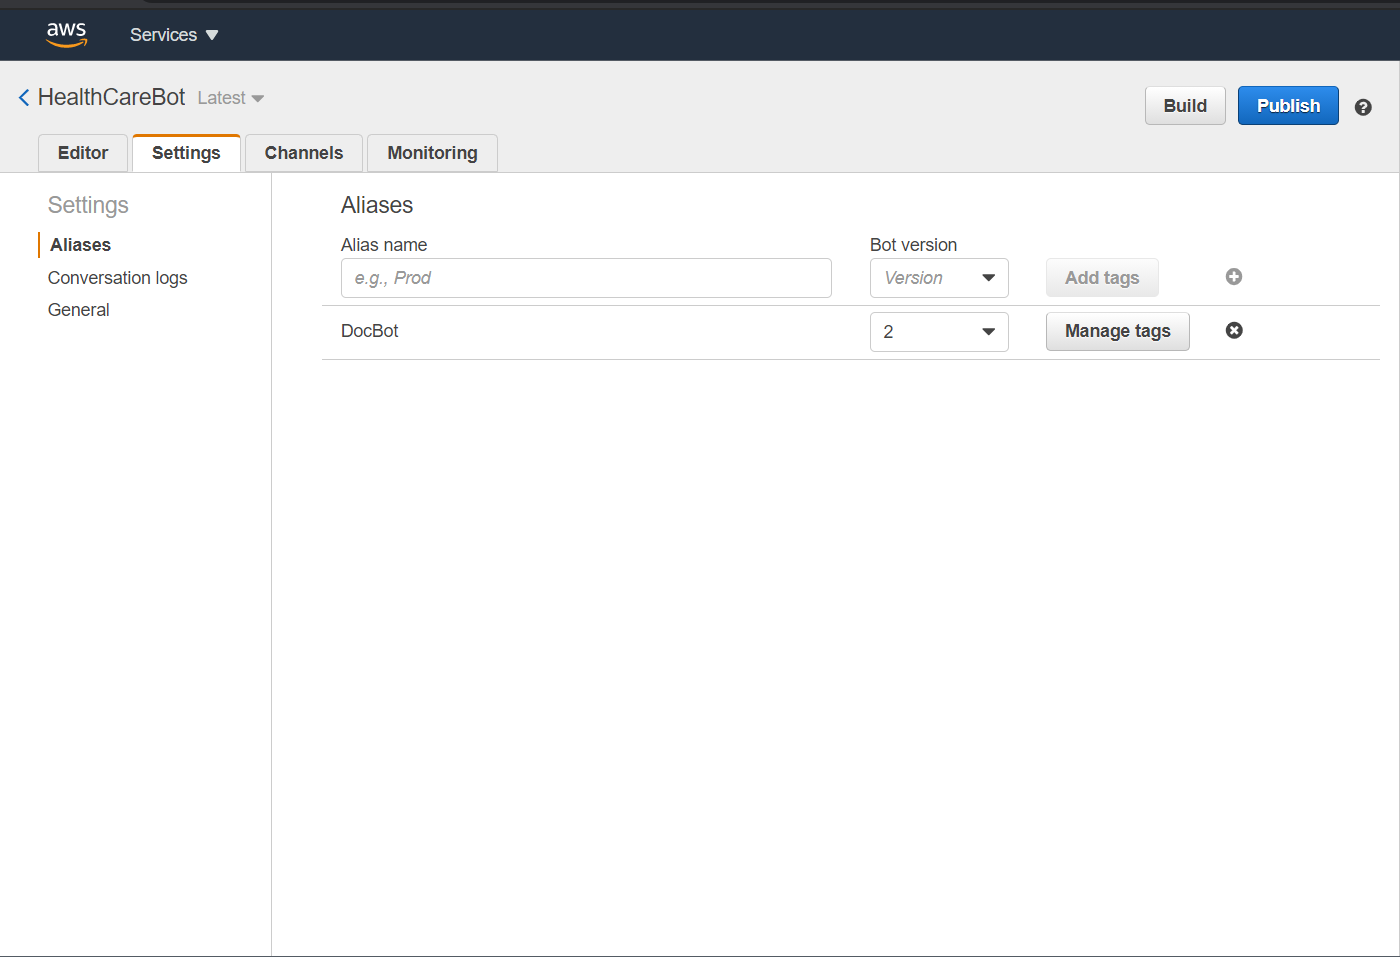 aws
Services
HealthCareBot Latest
Build Publish
Editor Settings Channels Monitoring
Settings
Aliases
Conversation logs
General
Aliases
Alias name Bot version
e.g., Prod Version Add tags
DocBot 2 Manage tags